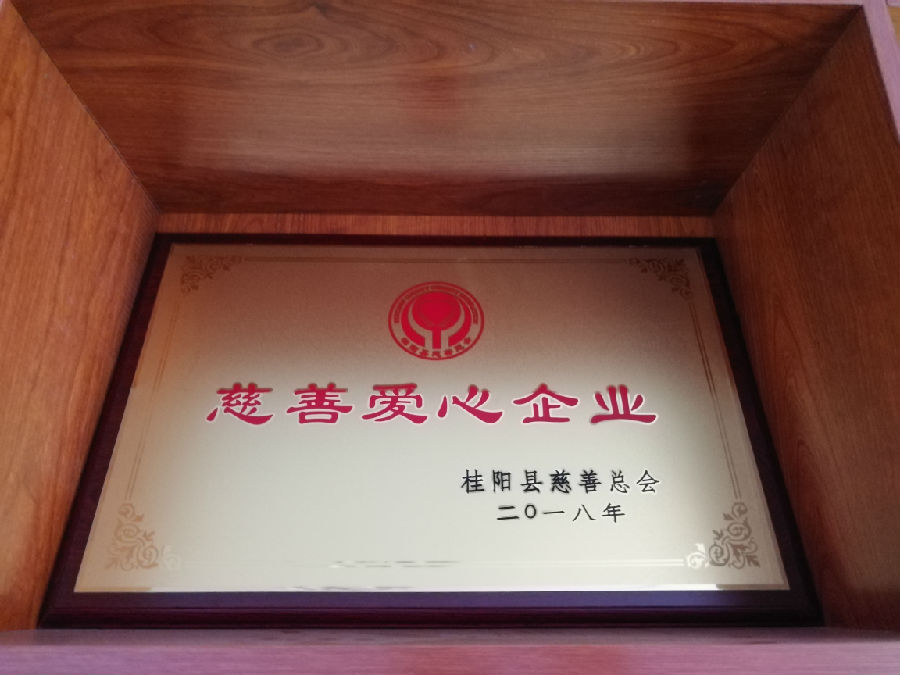 慈善爱心企业
桂阳县慈善总会
二〇一八年